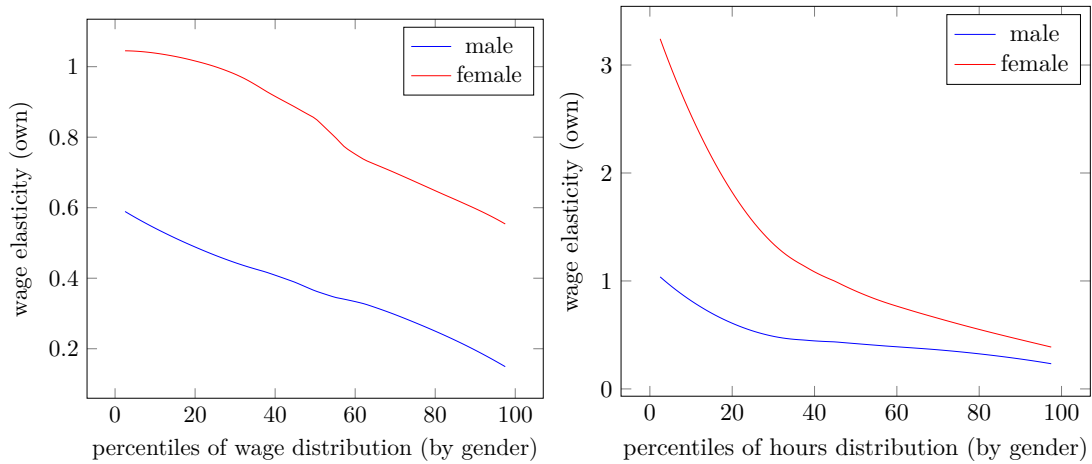 male
female
1
0.8
0.6
0.4
0.2
0 20 40 60 80 100
wage elasticity (own)
percentiles of wage distribution (by gender)
male
female
3
2
1
0
0 20 40 60 80 100
wage elasticity (own)
percentiles of hours distribution (by gender)